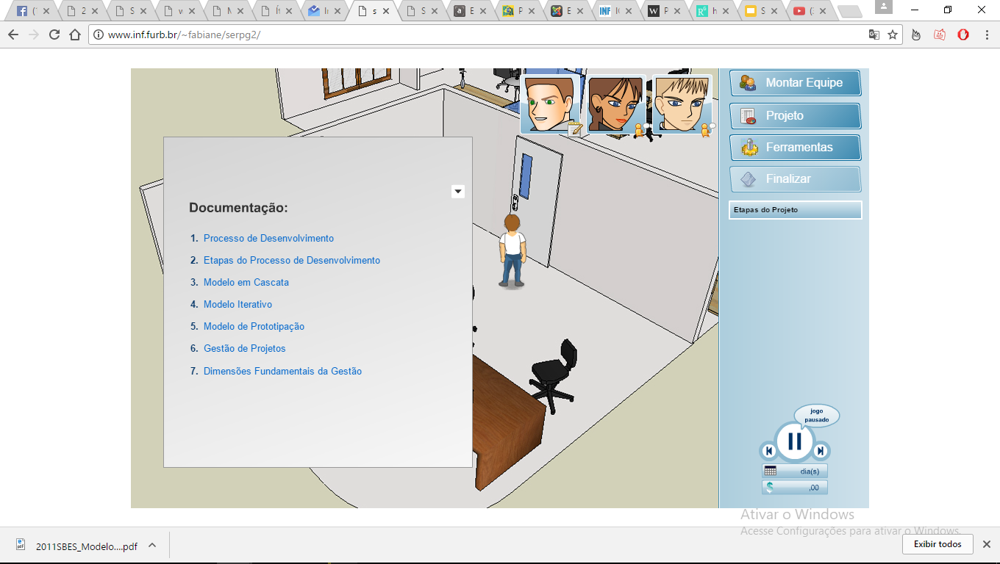 2
S
S
www.inf.furb.br/~fabiane/serpg2/
Montar Equipe
Projeto
Ferramentas
Finalizar
Etapas do Projeto
Documentação:
1. Processo de Desenvolvimento
2. Etapas do Processo de Desenvolvimento
3. Modelo em Cascata
4. Modelo Iterativo
5. Modelo de Prototipação
6. Gestão de Projetos
7. Dimensões Fundamentais da Gestão
jogo
pausado
dia(s)
,00
Ativar o Windows
Acesse Configurações para ativar o Windows.
2011SBES_Modelo....pdf
Exibir todos